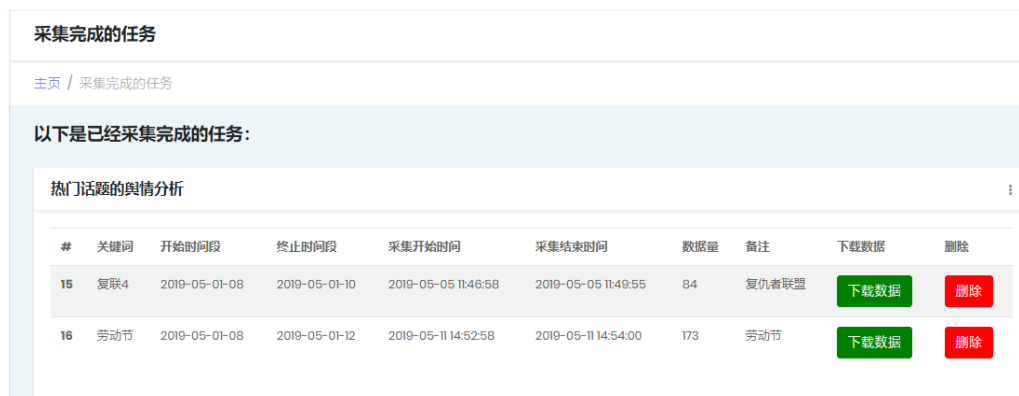 采集完成的任务
主页 / 采集完成的任务
以下是已经采集完成的任务：
热门话题的舆情分析
# 关键词 开始时间段 终止时间段 采集开始时间 采集结束时间 数据量 备注 下载数据 删除
15 复联4 2019-05-01-08 2019-05-01-10 2019-05-05 11:46:58 2019-05-05 11:49:55 84 复仇者联盟 下载数据 删除
16 劳动节 2019-05-01-08 2019-05-01-12 2019-05-11 14:52:58 2019-05-11 14:54:00 173 劳动节 下载数据 删除